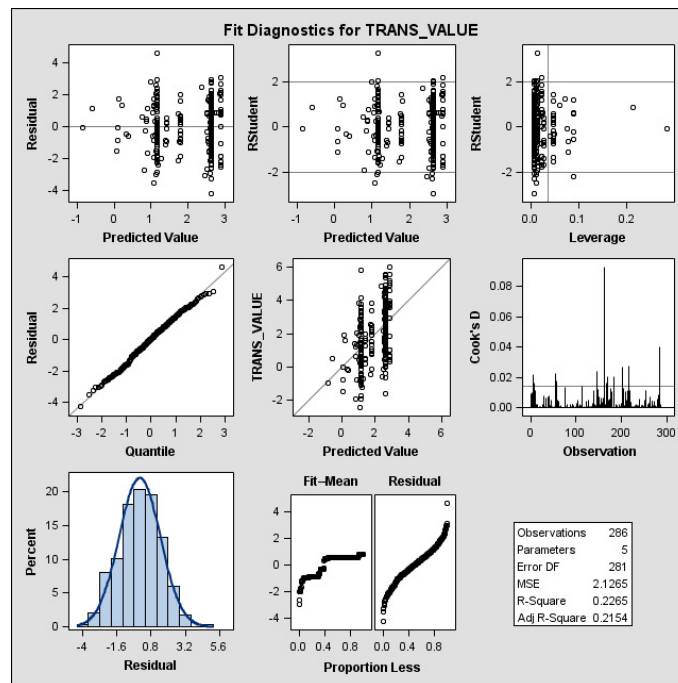 Fit Diagnostics for TRANS_VALUE
Residual
4
2
0
-2
-4
-1 0 1 2 3
Predicted Value
RStudent
2
0
-2
-1 0 1 2 3
Predicted Value
RStudent
2
0
-2
0.0 0.1 0.2
Leverage
Residual
4
2
0
-2
-4
-3 -2 -1 0 1 2 3
Quantile
TRANS_VALUE
6
4
2
0
-2
-2 0 2 4 6
Predicted Value
Cook's D
0.08
0.06
0.04
0.02
0.00
0 100 200 300
Observation
Percent
20
15
10
5
0
-4 -1.6 0.8 3.2 5.6
Residual
Fit–Mean Residual
4
2
0
-2
-4
0.0 0.4 0.8 0.0 0.4 0.8
Proportion Less
Observations 286
Parameters 5
Error DF 281
MSE 2.1265
R-Square 0.2265
Adj R-Square 0.2154